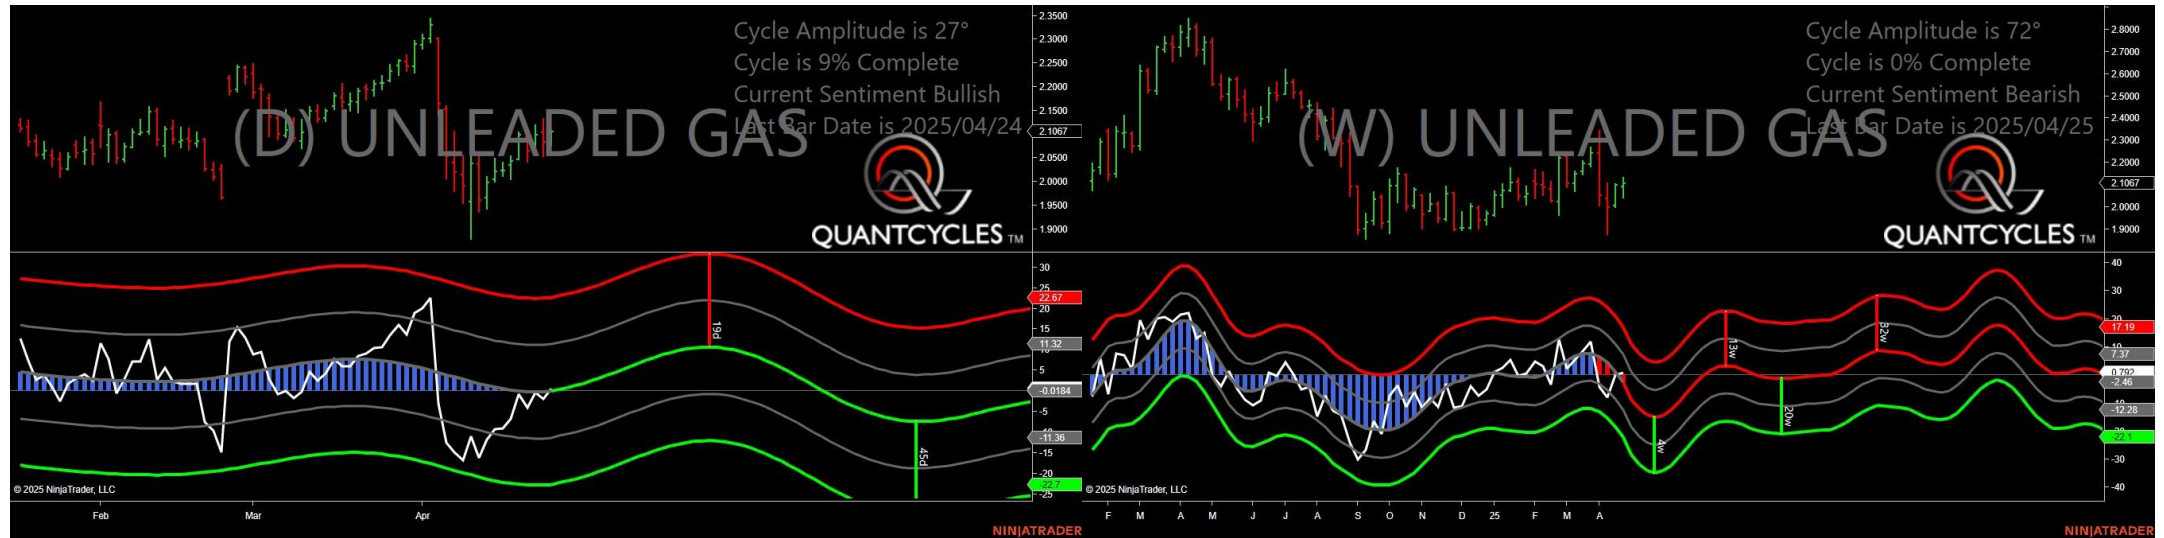 Cycle Amplitude is 27°
Cycle is 9% Complete
Current Sentiment Bullish
Last Bar Date is 2025/04/24
(D) UNLEADED GAS
QUANTCYCLES TM
2.3500
2.3000
2.2500
2.2000
2.1500
2.1067
2.0500
2.0000
1.9500
1.9000
30
25
22.67
20
15
11.32
5
-0.0184
-5
-11.36
-15
-20
-22.7
-25
19d
45d
© 2025 NinjaTrader, LLC
Feb Mar Apr
NINJATRADER
Cycle Amplitude is 72°
Cycle is 0% Complete
Current Sentiment Bearish
Last Bar Date is 2025/04/25
(W) UNLEADED GAS
QUANTCYCLES TM
2.8000
2.7000
2.6000
2.5000
2.4000
2.3000
2.2000
2.1067
2.0000
1.9000
40
30
17.19
7.37
0.792
-2.46
-12.28
-22.1
-30
-40
13w
32w
4w
20w
© 2025 NinjaTrader, LLC
F M A M J J A S O N D 25 F M A
NINJATRADER